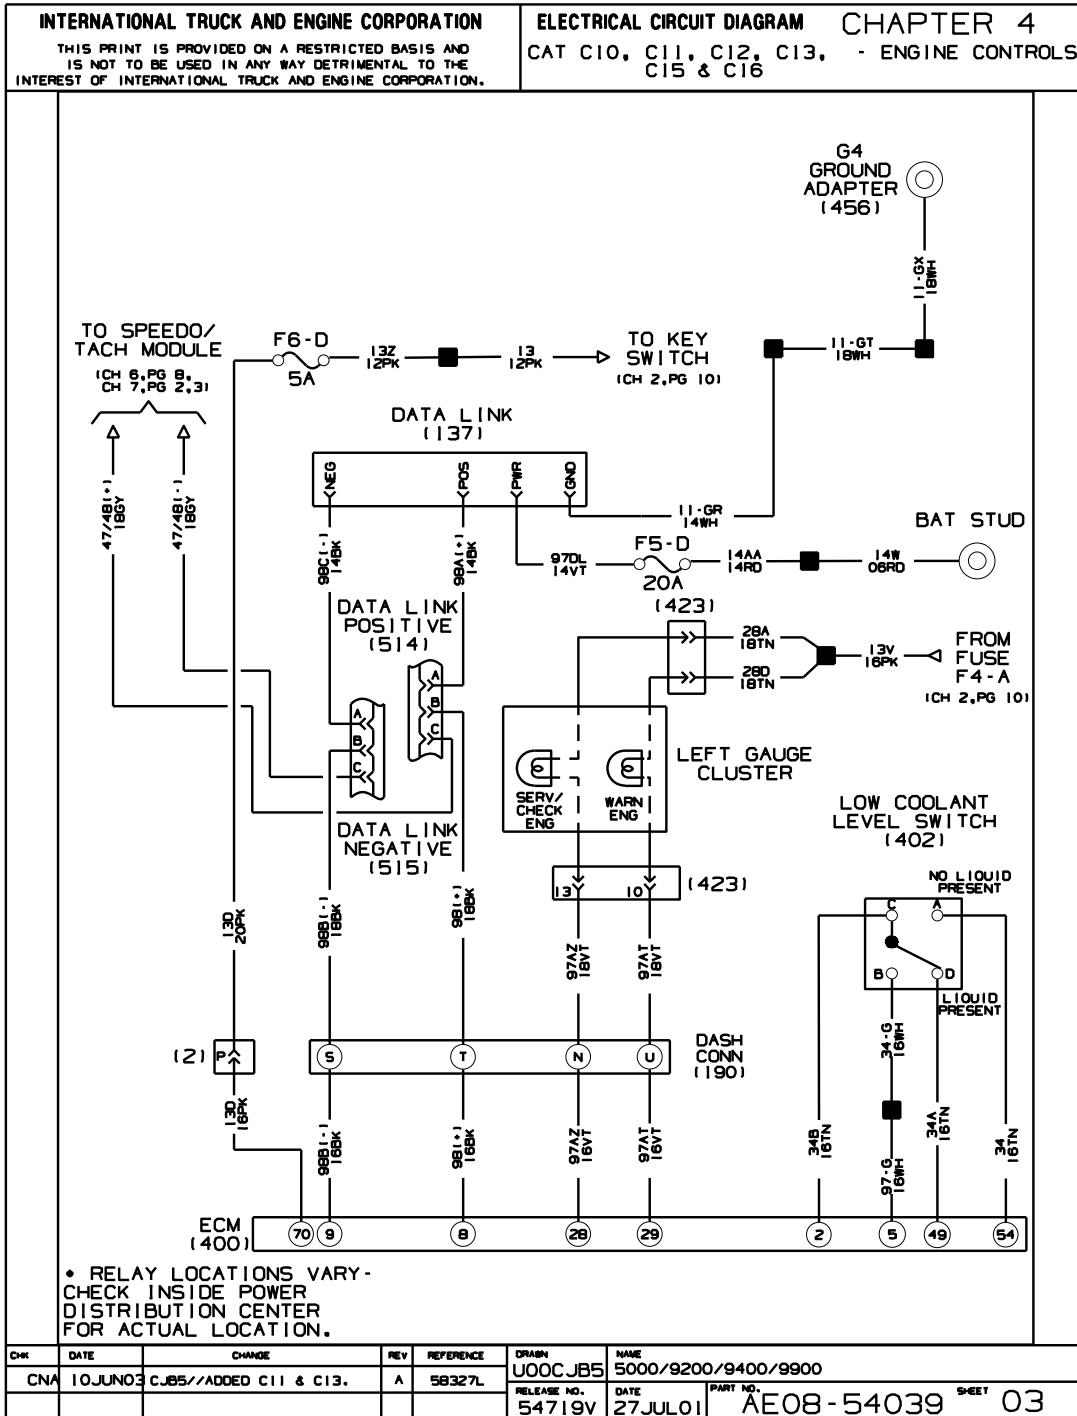 INTERNATIONAL TRUCK AND ENGINE CORPORATION
THIS PRINT IS PROVIDED ON A RESTRICTED BASIS AND
IS NOT TO BE USED IN ANY WAY DETRIMENTAL TO THE
INTEREST OF INTERNATIONAL TRUCK AND ENGINE CORPORATION.
ELECTRICAL CIRCUIT DIAGRAM
CHAPTER 4
CAT C10, C11, C12, C13,
C15 & C16
- ENGINE CONTROLS
G4
GROUND
ADAPTER
(456)
11-GX
18WH
TO SPEEDO/
TACH MODULE
(CH 6,PG 8,
CH 7,PG 2,3)
F6-D
5A
13Z
12PK
13
12PK
TO KEY
SWITCH
(CH 2,PG 10)
11-GT
18WH
DATA LINK
(137)
NEG
POS
PWR
GND
47/48(+)
18GY
47/48(-)
18GY
11-GR
14WH
98C(-)
14BK
98A(+)
14BK
97DL
14VT
F5-D
20A
14AA
14RD
14W
06RD
BAT STUD
DATA LINK
POSITIVE
(514)
A
B
C
(423)
28A
18TN
28D
18TN
13V
16PK
FROM
FUSE
F4-A
(CH 2,PG 10)
A
B
C
SERV/
CHECK
ENG
WARN
ENG
LEFT GAUGE
CLUSTER
DATA LINK
NEGATIVE
(515)
LOW COOLANT
LEVEL SWITCH
(402)
13
10
(423)
NO LIQUID
PRESENT
C
A
B
D
LIQUID
PRESENT
13D
20PK
98B(-)
18BK
98(+)
18BK
97AZ
18VT
97AT
18VT
(2)
P
S
T
N
U
DASH
CONN
(190)
34-G
16WH
13D
16PK
98B(-)
16BK
98(+)
16BK
97AZ
16VT
97AT
16VT
34B
16TN
97-G
16WH
34A
16TN
34
16TN
ECM
(400)
70
9
8
28
29
2
5
49
54
• RELAY LOCATIONS VARY-
CHECK INSIDE POWER
DISTRIBUTION CENTER
FOR ACTUAL LOCATION.
CHK DATE CHANGE REV REFERENCE
CNA 10JUN03 CJB5//ADDED C11 & C13. A 58327L
DRAWN
U00CJB5
NAME
5000/9200/9400/9900
RELEASE NO.
54719V
DATE
27JUL01
PART NO.
AE08-54039
SHEET
03